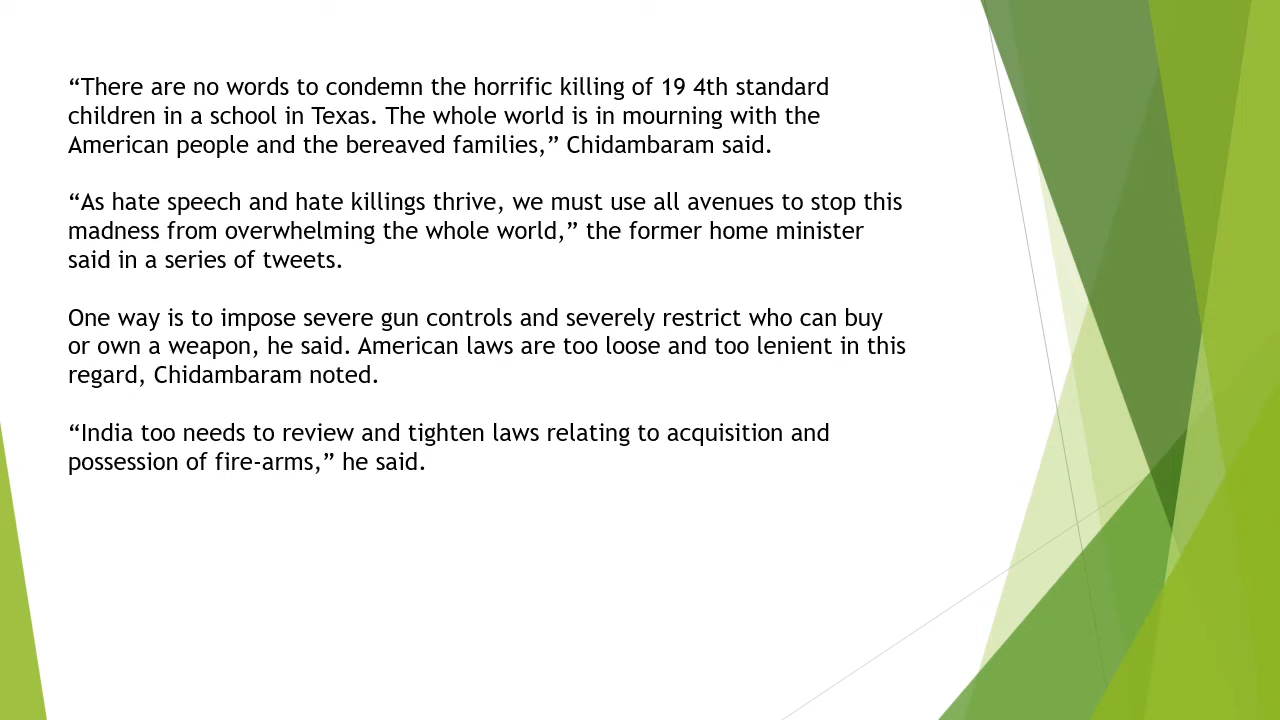 “There are no words to condemn the horrific killing of 19 4th standard
children in a school in Texas. The whole world is in mourning with the
American people and the bereaved families,” Chidambaram said.
“As hate speech and hate killings thrive, we must use all avenues to stop this
madness from overwhelming the whole world,” the former home minister
said in a series of tweets.
One way is to impose severe gun controls and severely restrict who can buy
or own a weapon, he said. American laws are too loose and too lenient in this
regard, Chidambaram noted.
“India too needs to review and tighten laws relating to acquisition and
possession of fire-arms,” he said.